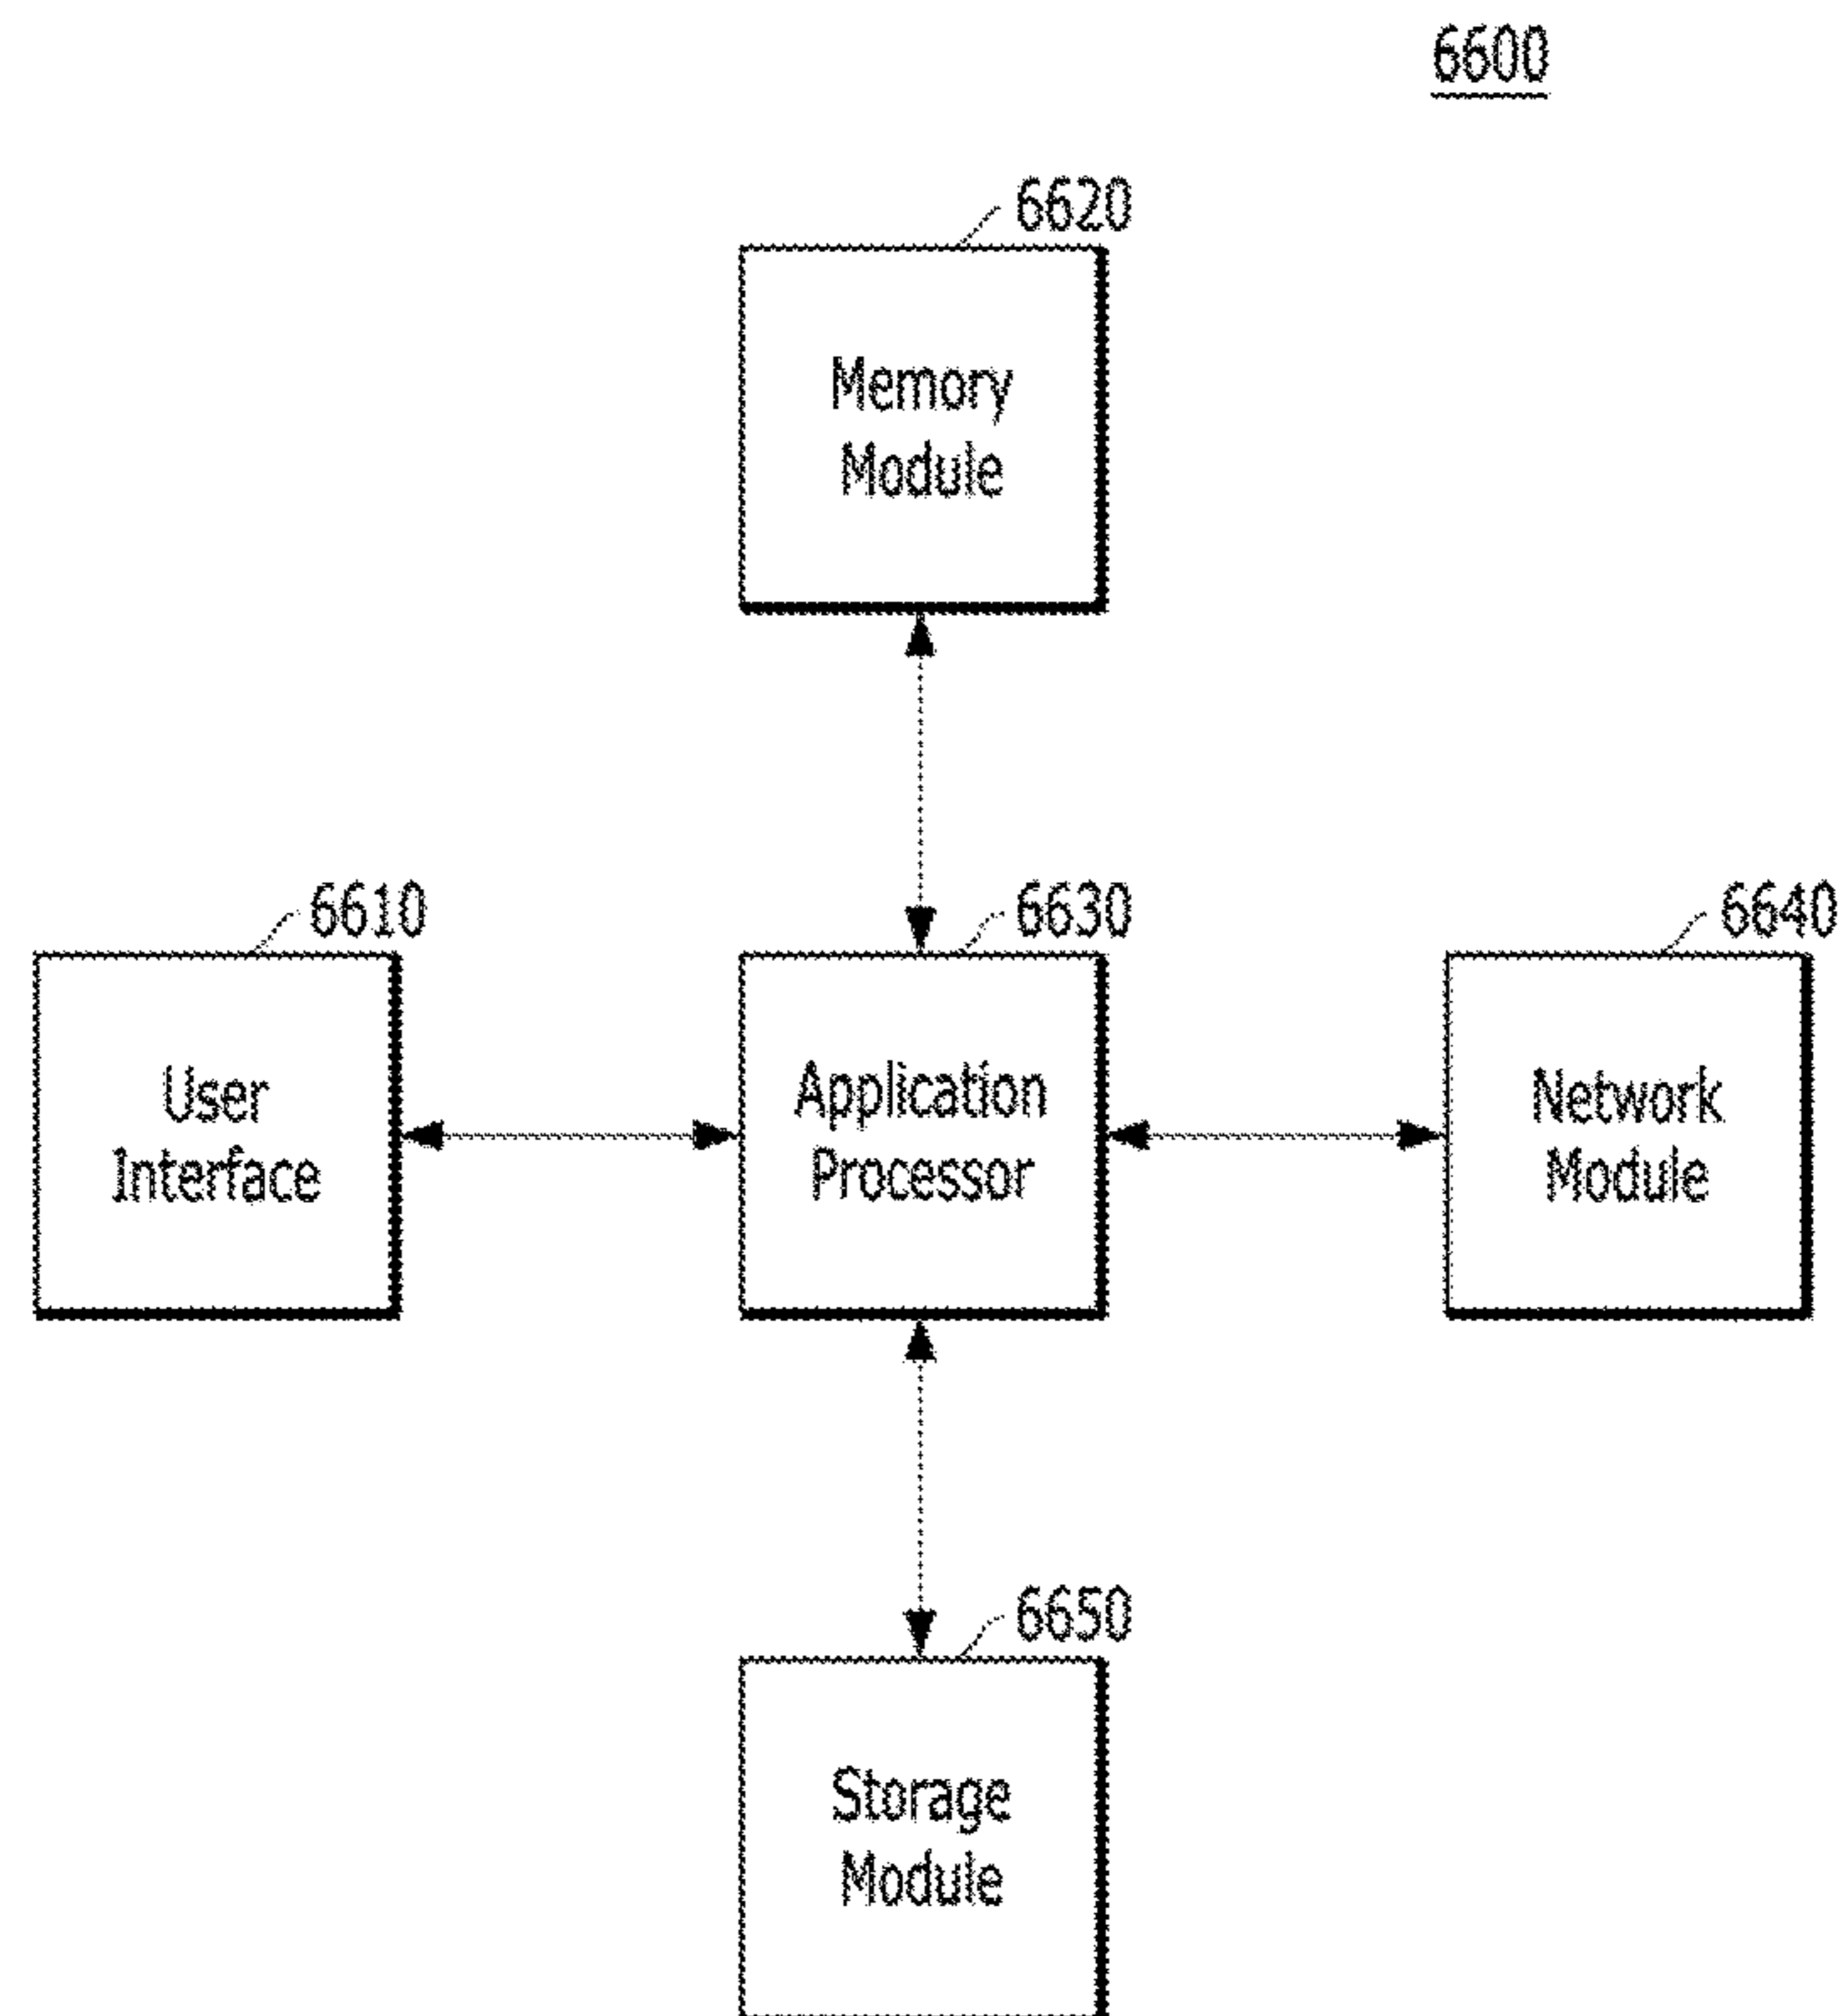 6600
6620
Memory
Module
6610
6630
6640
User
Interface
Application
Processor
Network
Module
6650
Storage
Module